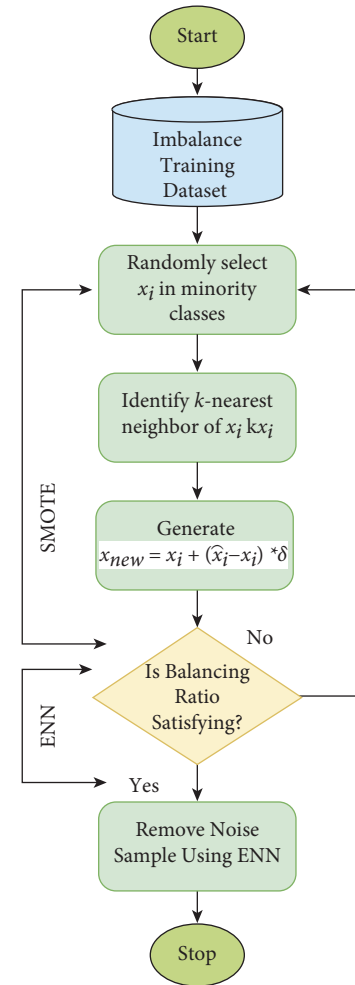 Start
Imbalance
Training
Dataset
Randomly select
x_i in minority
classes
Identify k-nearest
neighbor of x_i kx_i
Generate
x_new = x_i + (x̂_i–x_i) *δ
SMOTE
No
Is Balancing
Ratio
Satisfying?
ENN
Yes
Remove Noise
Sample Using ENN
Stop